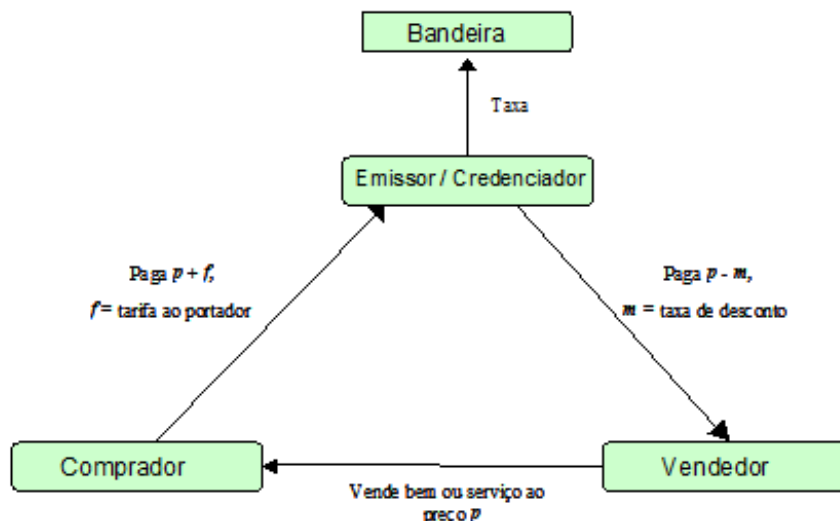 Bandeira
Taxa
Emissor / Credenciador
Paga p + f,
f = tarifa ao portador
Paga p - m,
m = taxa de desconto
Comprador
Vendedor
Vende bem ou serviço ao
preço p